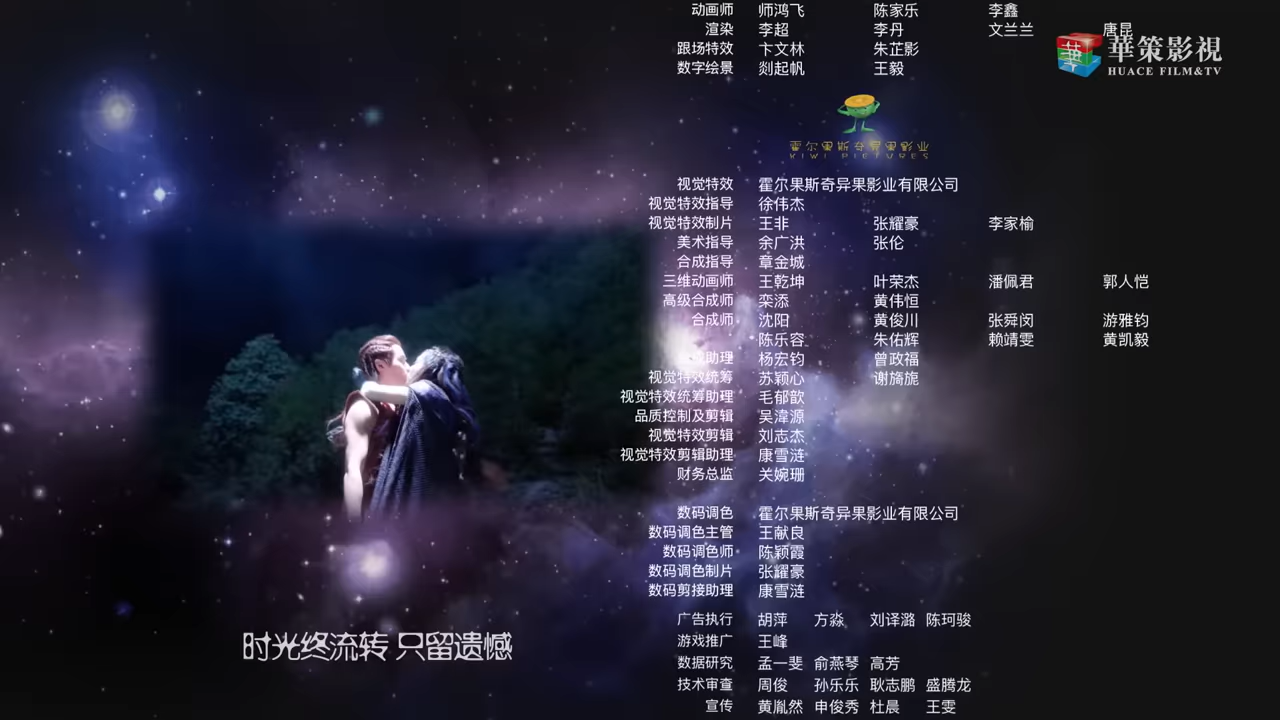 动画师 师鸿飞 陈家乐 李鑫
渲染 李超 李丹 文兰兰 唐昆
跟场特效 卞文林 朱芷影
数字绘景 剡起帆 王毅
華策影視
HUACE FILM&TV
霍尔果斯奇异果影业
KIWI PICTURES
视觉特效 霍尔果斯奇异果影业有限公司
视觉特效指导 徐伟杰
视觉特效制片 王非 张耀豪 李家榆
美术指导 余广洪 张伦
合成指导 章金城
三维动画师 王乾坤 叶荣杰 潘佩君 郭人恺
高级合成师 栾添 黄伟恒
合成师 沈阳 黄俊川 张舜闵 游雅钧
陈乐容 朱佑辉 赖靖雯 黄凯毅
助理 杨宏钧 曾政福
视觉特效统筹 苏颖心 谢旖旎
视觉特效统筹助理 毛郁歆
品质控制及剪辑 吴湋源
视觉特效剪辑 刘志杰
视觉特效剪辑助理 康雪涟
财务总监 关婉珊
数码调色 霍尔果斯奇异果影业有限公司
数码调色主管 王献良
数码调色师 陈颖霞
数码调色制片 张耀豪
数码剪接助理 康雪涟
广告执行 胡萍 方淼 刘译潞 陈珂骏
游戏推广 王峰
数据研究 孟一斐 俞燕琴 高芳
技术审查 周俊 孙乐乐 耿志鹏 盛腾龙
宣传 黄胤然 申俊秀 杜晨 王雯
时光终流转 只留遗憾